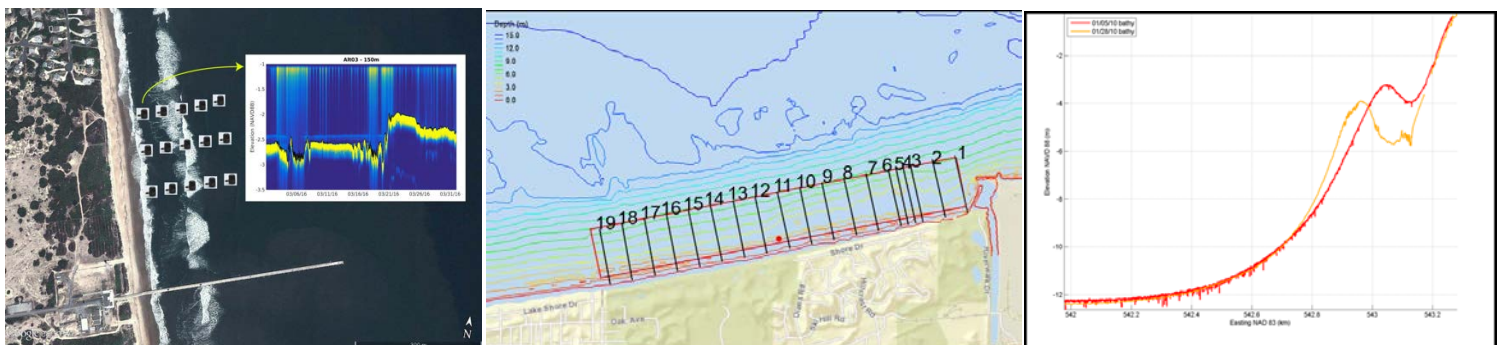 AR03 - 150m
Elevation (NAVD88)
-1
-1.5
-2
-2.5
-3
-3.5
03/06/16 03/11/16 03/16/16 03/21/16 03/26/16 03/31/16
N
Depth (m)
15.0
12.0
9.0
6.0
3.0
0.0
19 18 17 16 15 14 13 12 11 10 9 8 7 6 5 4 3 2 1
Shore Dr
Lake Shore Dr
Oak Ave
01/05/10 bathy
01/28/10 bathy
Elevation NAVD 88 (m)
-2
-4
-6
-8
-10
-12
542 542.2 542.4 542.6 542.8 543 543.2
Easting NAD 83 (km)